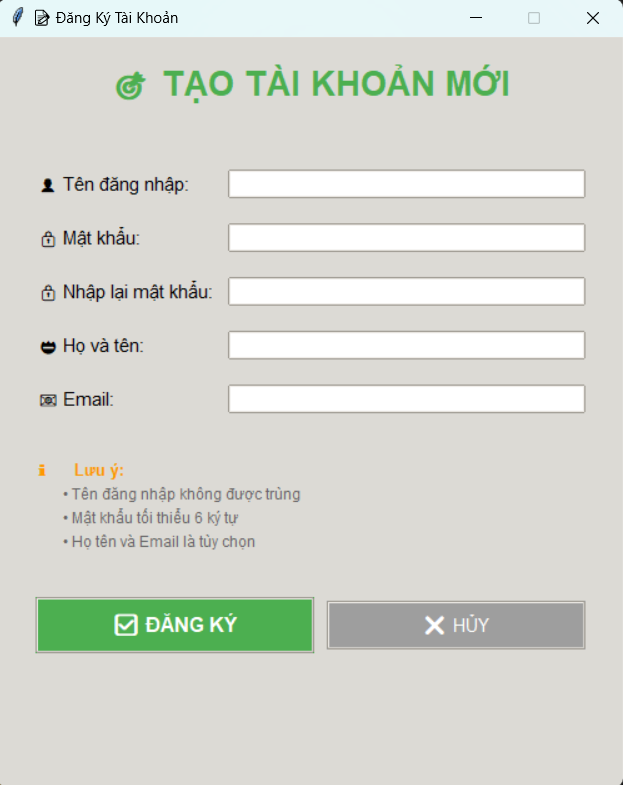 Đăng Ký Tài Khoản
TẠO TÀI KHOẢN MỚI
Tên đăng nhập:
Mật khẩu:
Nhập lại mật khẩu:
Họ và tên:
Email:
Lưu ý:
• Tên đăng nhập không được trùng
• Mật khẩu tối thiểu 6 ký tự
• Họ tên và Email là tùy chọn
ĐĂNG KÝ
HỦY